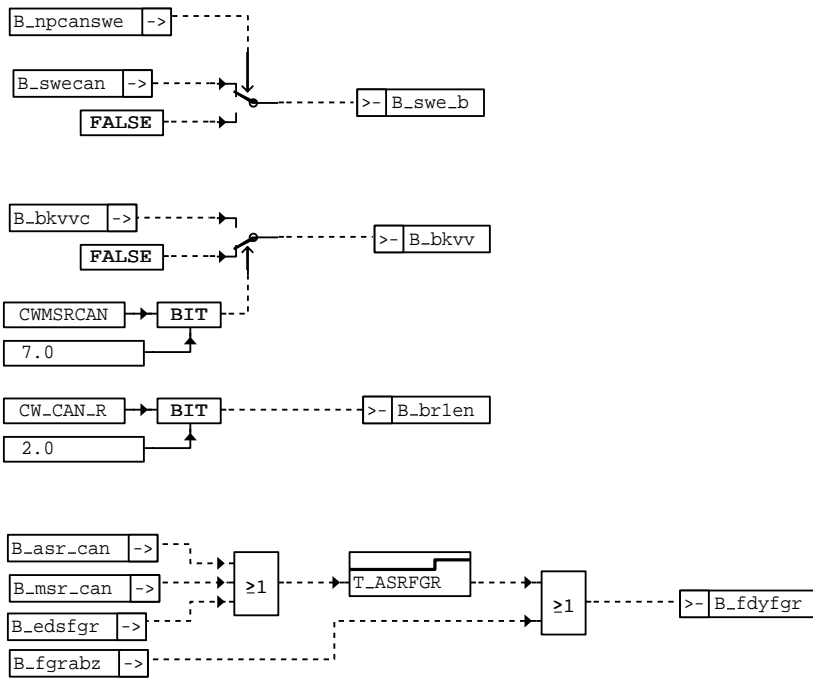 B_npcanswe ->
B_swecan ->
>- B_swe_b
FALSE
B_bkvvc ->
>- B_bkvv
FALSE
CWMSRCAN BIT
7.0
CW_CAN_R BIT >- B_br1en
2.0
B_asr_can ->
B_msr_can -> ≥1 T_ASRFGR
≥1 >- B_fdyfgr
B_edsfgr ->
B_fgrabz ->